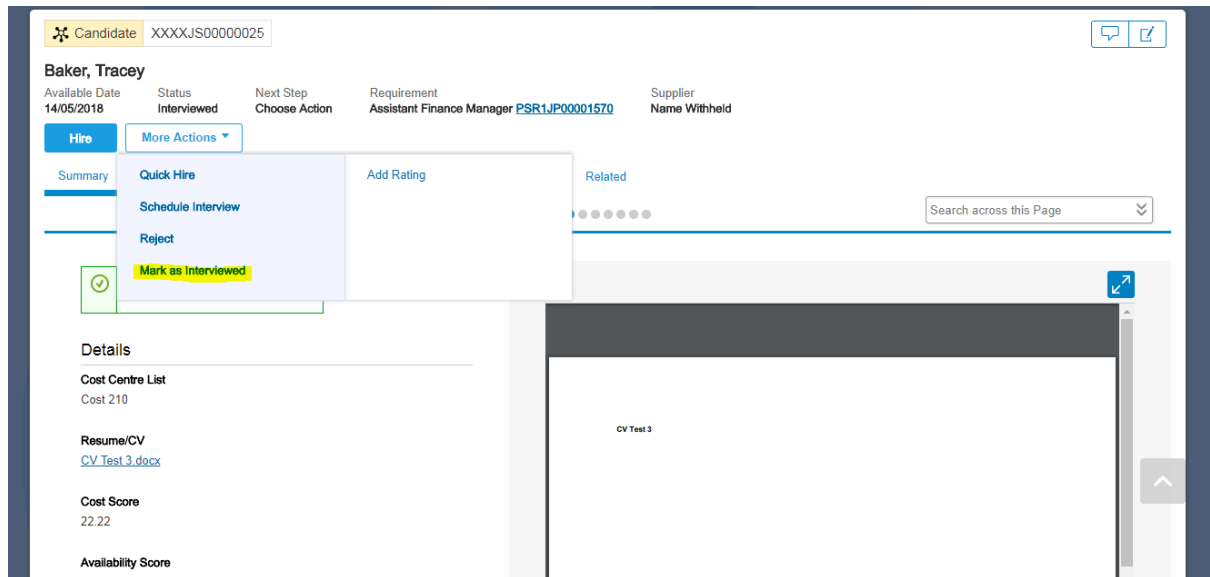 Candidate XXXXJS00000025
Baker, Tracey
Available Date Status Next Step Requirement Supplier
14/05/2018 Interviewed Choose Action Assistant Finance Manager PSR1JP00001570 Name Withheld
Hire More Actions
Summary Related
Quick Hire Add Rating
Schedule Interview
Search across this Page
Reject
Mark as Interviewed
Details
Cost Centre List
Cost 210
CV Test 3
Resume/CV
CV Test 3.docx
Cost Score
22.22
Availability Score